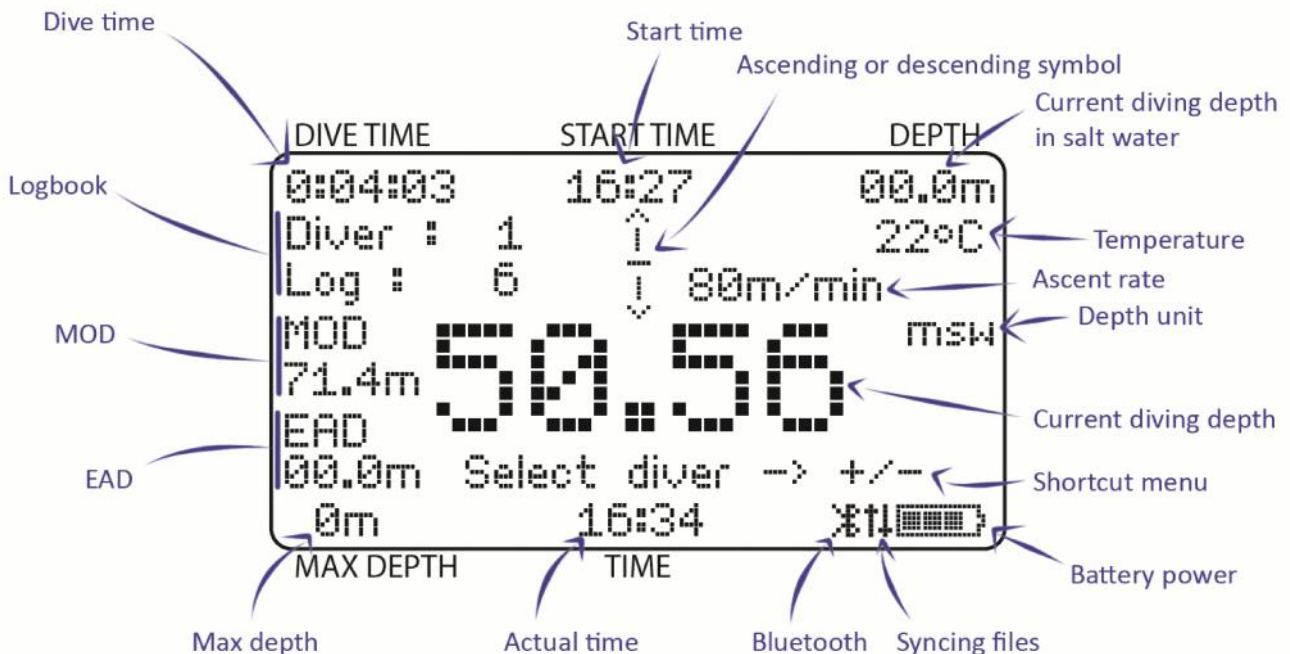 Dive time
Start time
Ascending or descending symbol
Current diving depth
in salt water
DIVE TIME START TIME DEPTH
0:04:03 16:27 00.0m
Logbook
Diver : 1 22ºC
Temperature
Log : 6 80m/min
Ascent rate
Depth unit
MOD
MOD msw
71.4m
50.56
Current diving depth
EAD
EAD
00.0m Select diver -> +/-
Shortcut menu
0m 16:34
MAX DEPTH TIME
Battery power
Max depth Actual time Bluetooth Syncing files